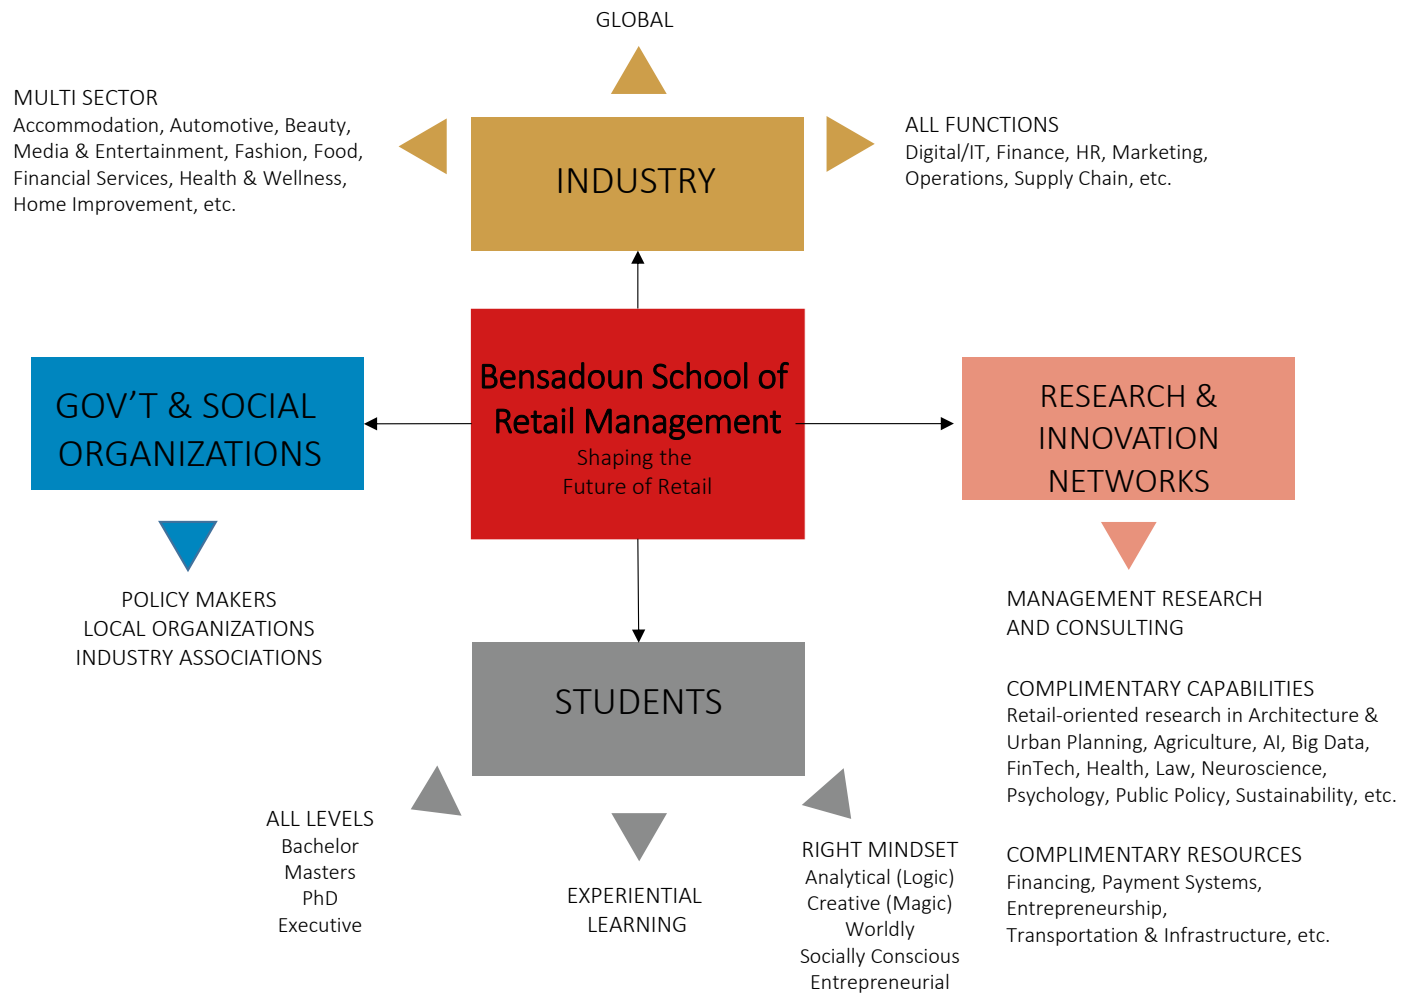 GLOBAL
MULTI SECTOR
Accommodation, Automotive, Beauty,
Media & Entertainment, Fashion, Food,
Financial Services, Health & Wellness,
Home Improvement, etc.
INDUSTRY
ALL FUNCTIONS
Digital/IT, Finance, HR, Marketing,
Operations, Supply Chain, etc.
GOV’T & SOCIAL
ORGANIZATIONS
Bensadoun School of
Retail Management
Shaping the
Future of Retail
RESEARCH &
INNOVATION
NETWORKS
POLICY MAKERS
LOCAL ORGANIZATIONS
INDUSTRY ASSOCIATIONS
STUDENTS
MANAGEMENT RESEARCH
AND CONSULTING
COMPLIMENTARY CAPABILITIES
Retail-oriented research in Architecture &
Urban Planning, Agriculture, AI, Big Data,
FinTech, Health, Law, Neuroscience,
Psychology, Public Policy, Sustainability, etc.
COMPLIMENTARY RESOURCES
Financing, Payment Systems,
Entrepreneurship,
Transportation & Infrastructure, etc.
ALL LEVELS
Bachelor
Masters
PhD
Executive
EXPERIENTIAL
LEARNING
RIGHT MINDSET
Analytical (Logic)
Creative (Magic)
Worldly
Socially Conscious
Entrepreneurial